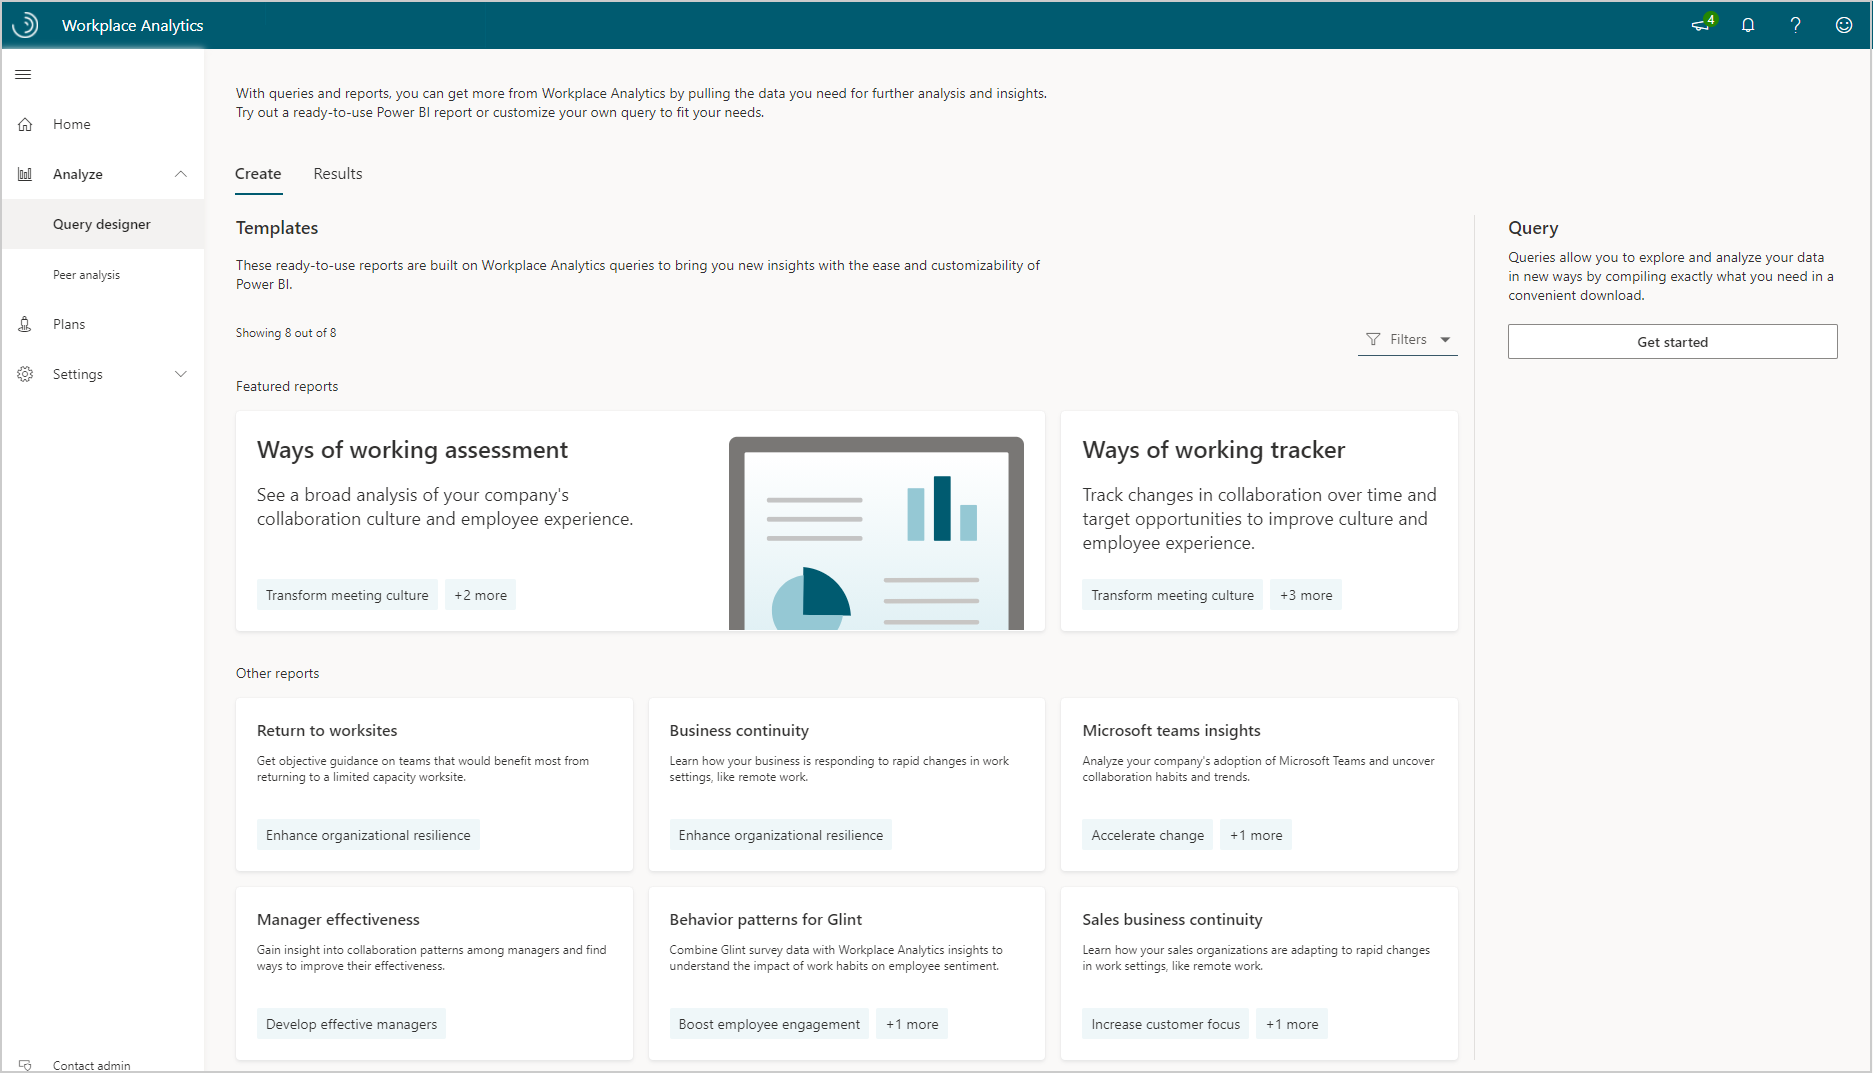 Workplace Analytics
4
Home
Analyze
Query designer
Peer analysis
Plans
Settings
Contact admin
With queries and reports, you can get more from Workplace Analytics by pulling the data you need for further analysis and insights.
Try out a ready-to-use Power BI report or customize your own query to fit your needs.
Create
Results
Templates
These ready-to-use reports are built on Workplace Analytics queries to bring you new insights with the ease and customizability of
Power BI.
Showing 8 out of 8
Filters
Featured reports
Ways of working assessment
See a broad analysis of your company's
collaboration culture and employee experience.
Transform meeting culture
+2 more
Ways of working tracker
Track changes in collaboration over time and
target opportunities to improve culture and
employee experience.
Transform meeting culture
+3 more
Other reports
Return to worksites
Get objective guidance on teams that would benefit most from
returning to a limited capacity worksite.
Enhance organizational resilience
Business continuity
Learn how your business is responding to rapid changes in work
settings, like remote work.
Enhance organizational resilience
Microsoft teams insights
Analyze your company's adoption of Microsoft Teams and uncover
collaboration habits and trends.
Accelerate change
+1 more
Manager effectiveness
Gain insight into collaboration patterns among managers and find
ways to improve their effectiveness.
Develop effective managers
Behavior patterns for Glint
Combine Glint survey data with Workplace Analytics insights to
understand the impact of work habits on employee sentiment.
Boost employee engagement
+1 more
Sales business continuity
Learn how your sales organizations are adapting to rapid changes
in work settings, like remote work.
Increase customer focus
+1 more
Query
Queries allow you to explore and analyze your data
in new ways by compiling exactly what you need in a
convenient download.
Get started